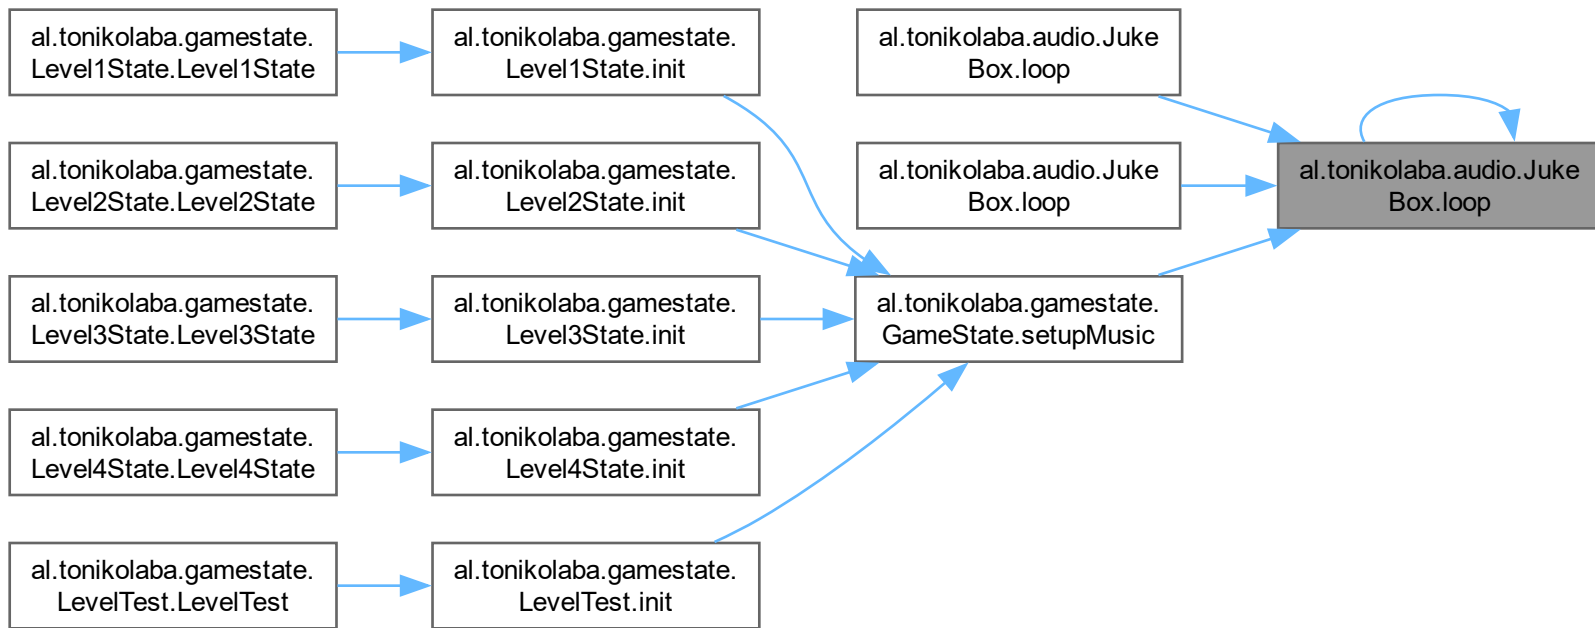 al.tonikolaba.gamestate.
Level1State.Level1State
al.tonikolaba.gamestate.
Level1State.init
al.tonikolaba.audio.Juke
Box.loop
al.tonikolaba.gamestate.
Level2State.Level2State
al.tonikolaba.gamestate.
Level2State.init
al.tonikolaba.audio.Juke
Box.loop
al.tonikolaba.audio.Juke
Box.loop
al.tonikolaba.gamestate.
Level3State.Level3State
al.tonikolaba.gamestate.
Level3State.init
al.tonikolaba.gamestate.
GameState.setupMusic
al.tonikolaba.gamestate.
Level4State.Level4State
al.tonikolaba.gamestate.
Level4State.init
al.tonikolaba.gamestate.
LevelTest.LevelTest
al.tonikolaba.gamestate.
LevelTest.init